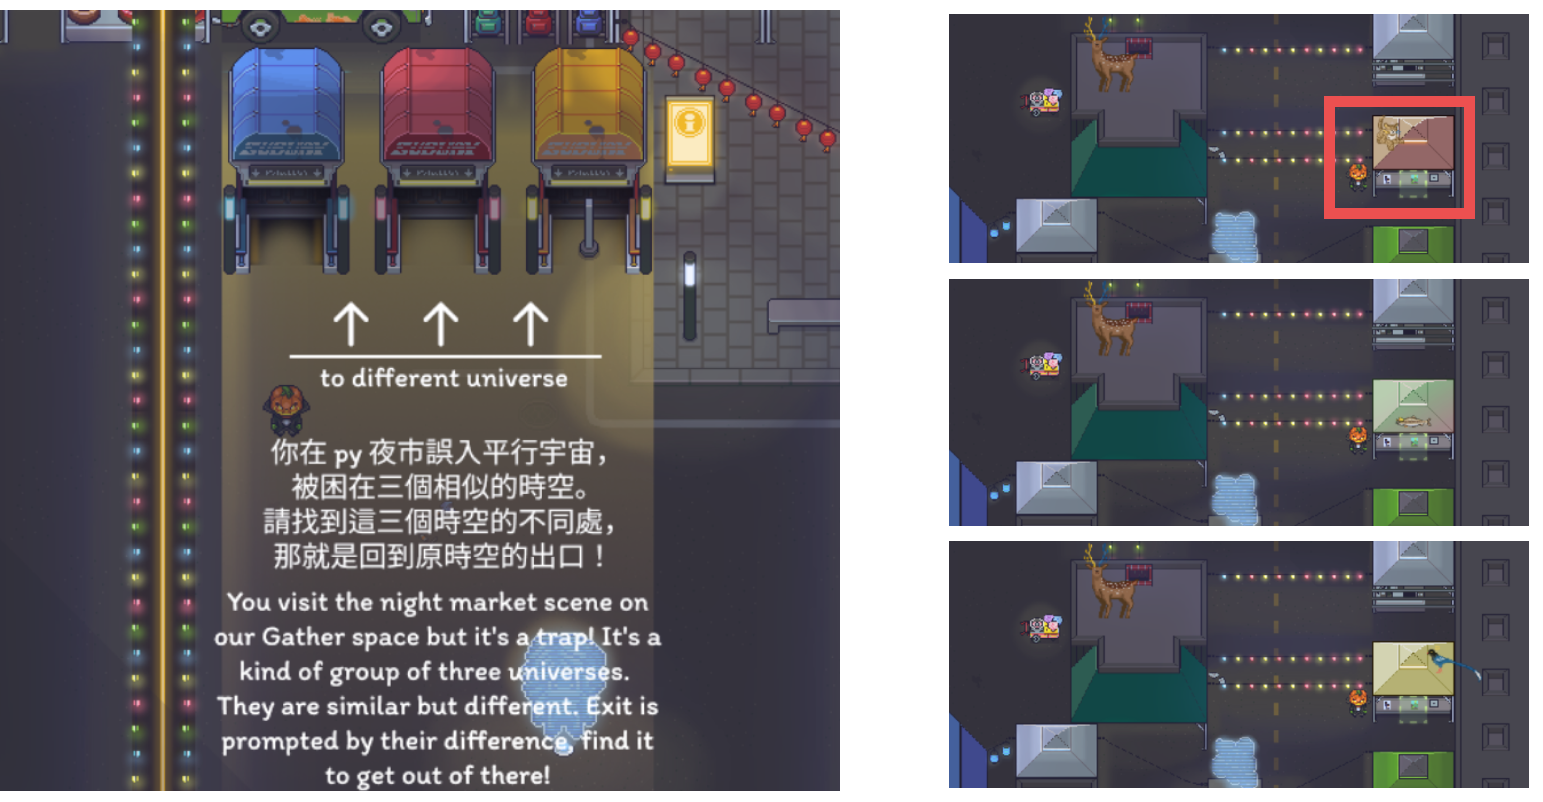 to different universe
你在 py 夜市誤入平行宇宙，
被困在三個相似的時空。
請找到這三個時空的不同處，
那就是回到原時空的出口！
You visit the night market scene on
our Gather space but it's a trap! It's a
kind of group of three universes.
They are similar but different. Exit is
prompted by their difference, find it
to get out of there!